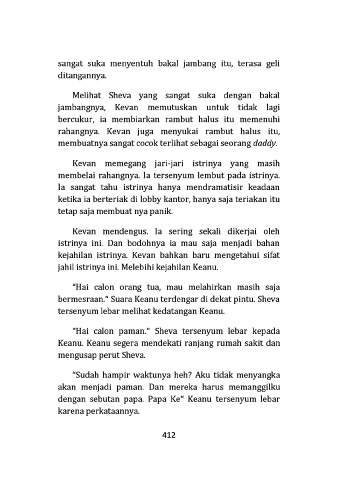 sangat suka menyentuh bakal jambang itu, terasa geli
ditangannya.
Melihat Sheva yang sangat suka dengan bakal
jambangnya, Kevan memutuskan untuk tidak lagi
bercukur, ia membiarkan rambut halus itu memenuhi
rahangnya. Kevan juga menyukai rambut halus itu,
membuatnya sangat cocok terlihat sebagai seorang daddy.
Kevan memegang jari-jari istrinya yang masih
membelai rahangnya. Ia tersenyum lembut pada istrinya.
Ia sangat tahu istrinya hanya mendramatisir keadaan
ketika ia berteriak di lobby kantor, hanya saja teriakan itu
tetap saja membuat nya panik.
Kevan mendengus. Ia sering sekali dikerjai oleh
istrinya ini. Dan bodohnya ia mau saja menjadi bahan
kejahilan istrinya. Kevan bahkan baru mengetahui sifat
jahil istrinya ini. Melebihi kejahilan Keanu.
"Hai calon orang tua, mau melahirkan masih saja
bermesraan." Suara Keanu terdengar di dekat pintu. Sheva
tersenyum lebar melihat kedatangan Keanu.
"Hai calon paman." Sheva tersenyum lebar kepada
Keanu. Keanu segera mendekati ranjang rumah sakit dan
mengusap perut Sheva.
"Sudah hampir waktunya heh? Aku tidak menyangka
akan menjadi paman. Dan mereka harus memanggilku
dengan sebutan papa. Papa Ke" Keanu tersenyum lebar
karena perkataannya.
412